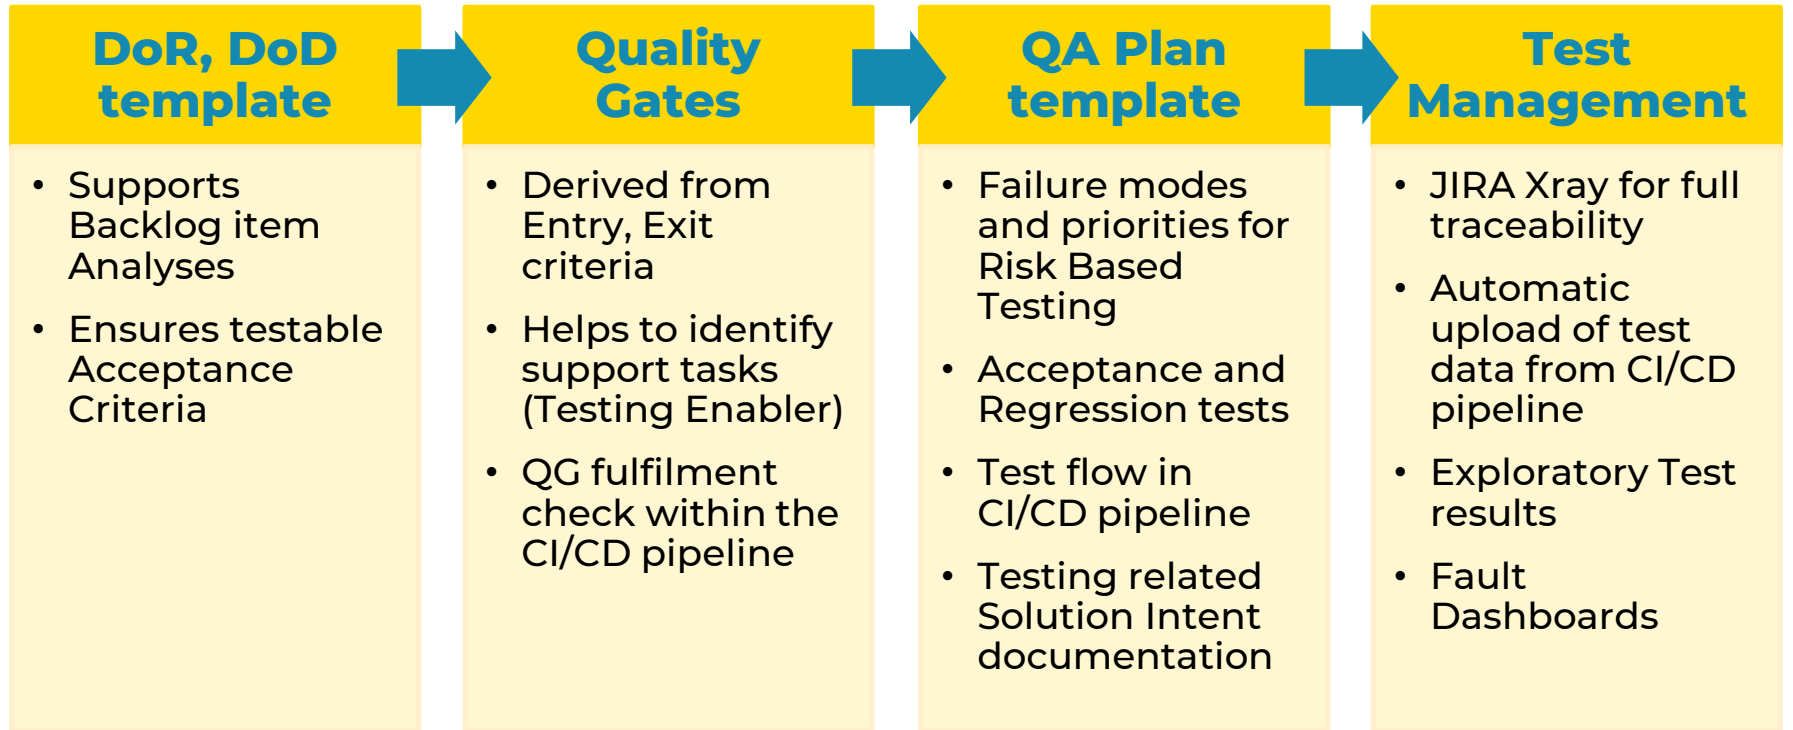 DoR, DoD
template
• Supports
Backlog item
Analyses
• Ensures testable
Acceptance
Criteria
Quality
Gates
• Derived from
Entry, Exit
criteria
• Helps to identify
support tasks
(Testing Enabler)
• QG fulfilment
check within the
CI/CD pipeline
QA Plan
template
• Failure modes
and priorities for
Risk Based
Testing
• Acceptance and
Regression tests
• Test flow in
CI/CD pipeline
• Testing related
Solution Intent
documentation
Test
Management
• JIRA Xray for full
traceability
• Automatic
upload of test
data from CI/CD
pipeline
• Exploratory Test
results
• Fault
Dashboards